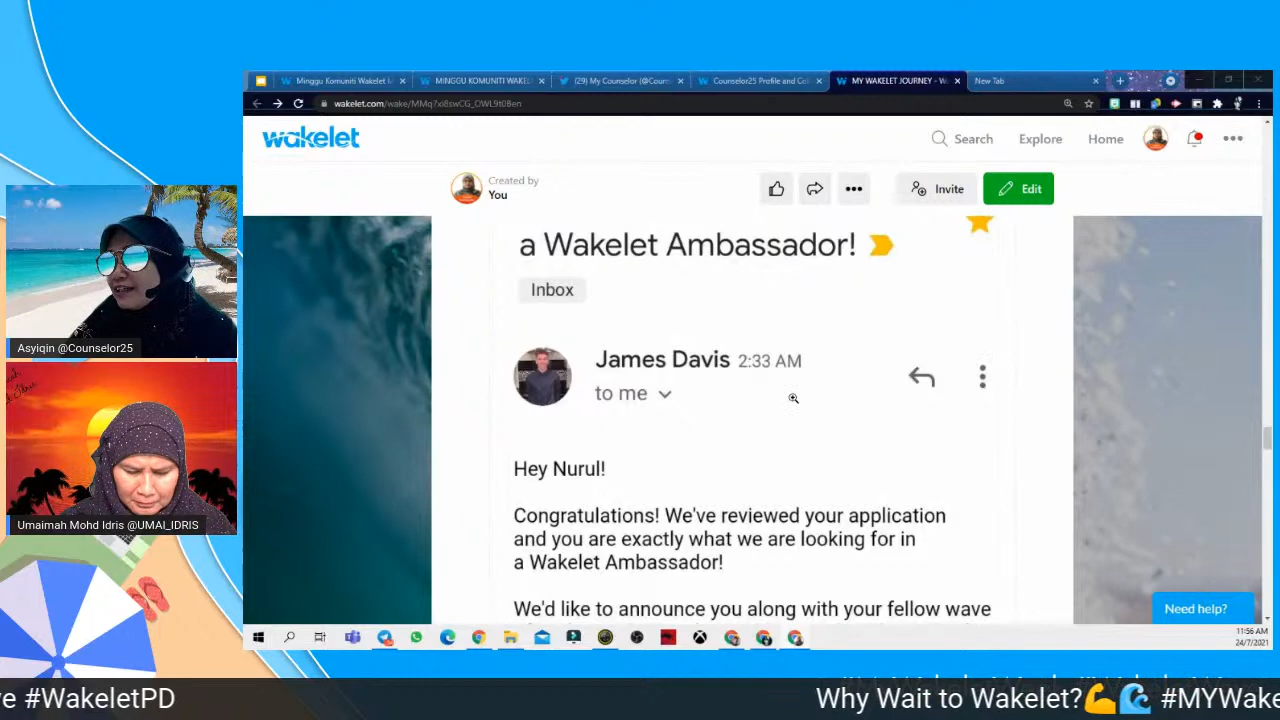 Minggu Komuniti Wakelet
MINGGU KOMUNITI WAKE
(29) My Counselor (@Coun
Counselor25 Profile and Co
MY WAKELET JOURNEY - W
New Tab
wakelet.com/wake/
wakelet
Search
Explore
Home
Created by
You
Invite
Edit
a Wakelet Ambassador!
Inbox
James Davis 2:33 AM
to me
Hey Nurul!
Congratulations! We've reviewed your application
and you are exactly what we are looking for in
a Wakelet Ambassador!
We'd like to announce you along with your fellow wave
Need help?
11:56 AM
24/7/2021
Asyiqin @Counselor25
Umaimah Mohd Idris @UMAI_IDRIS
e #WakeletPD
Why Wait to Wakelet?💪🌊 #MYWake